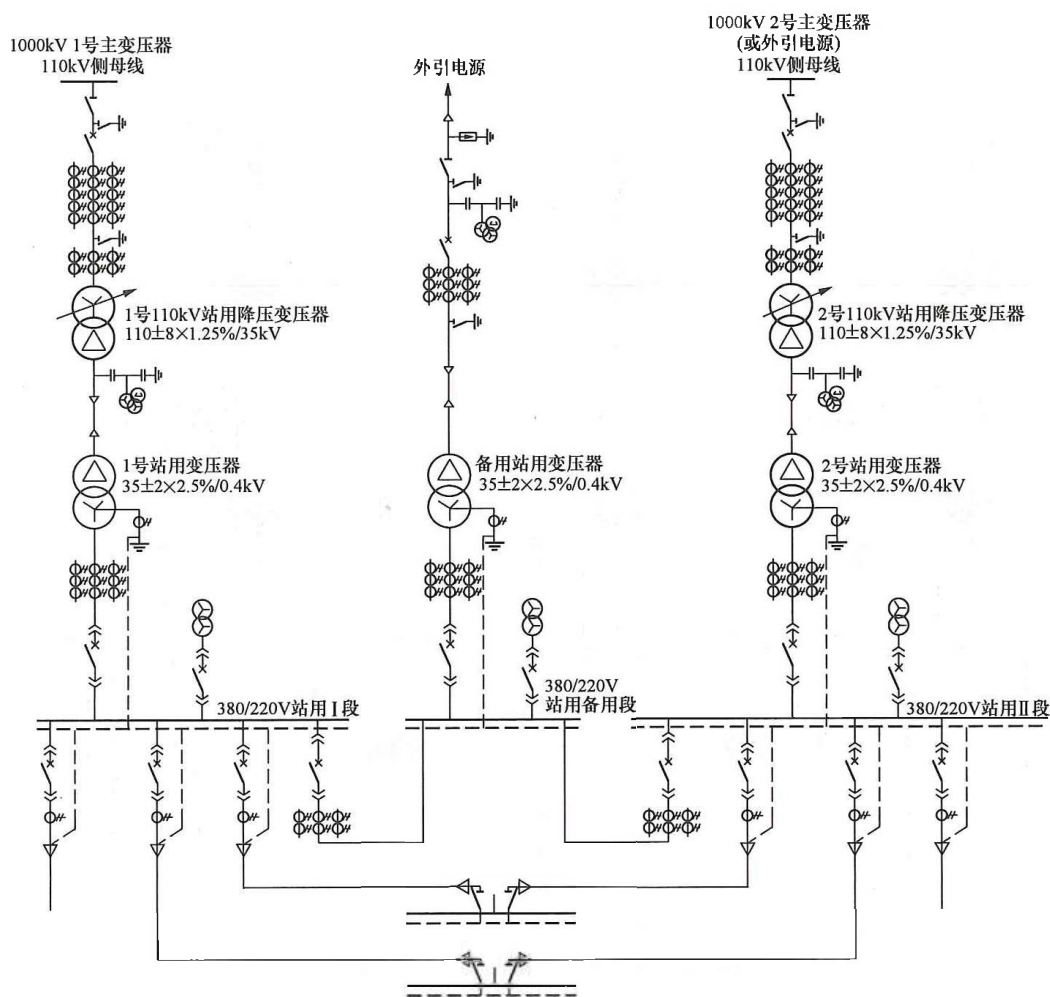 1000kV 1号主变压器
110kV侧母线
外引电源
1000kV 2号主变压器
(或外引电源)
110kV侧母线
1号110kV站用降压变压器
110±8×1.25%/35kV
2号110kV站用降压变压器
110±8×1.25%/35kV
1号站用变压器
35±2×2.5%/0.4kV
备用站用变压器
35±2×2.5%/0.4kV
2号站用变压器
35±2×2.5%/0.4kV
380/220V站用Ⅰ段
380/220V
站用备用段
380/220V站用Ⅱ段